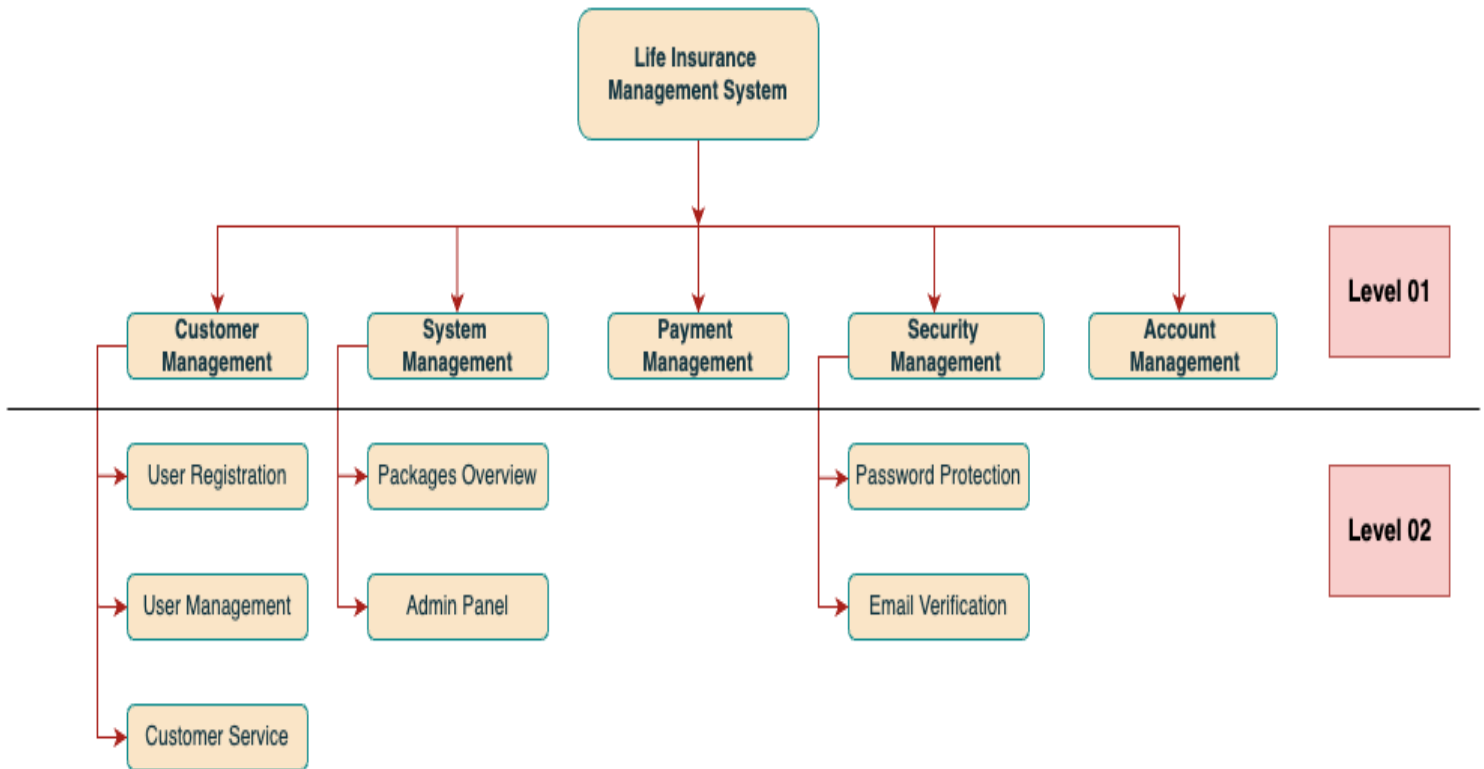 Life Insurance
Management System
Customer
Management
System
Management
Payment
Management
Security
Management
Account
Management
Level 01
User Registration
Packages Overview
Password Protection
Level 02
User Management
Admin Panel
Email Verification
Customer Service